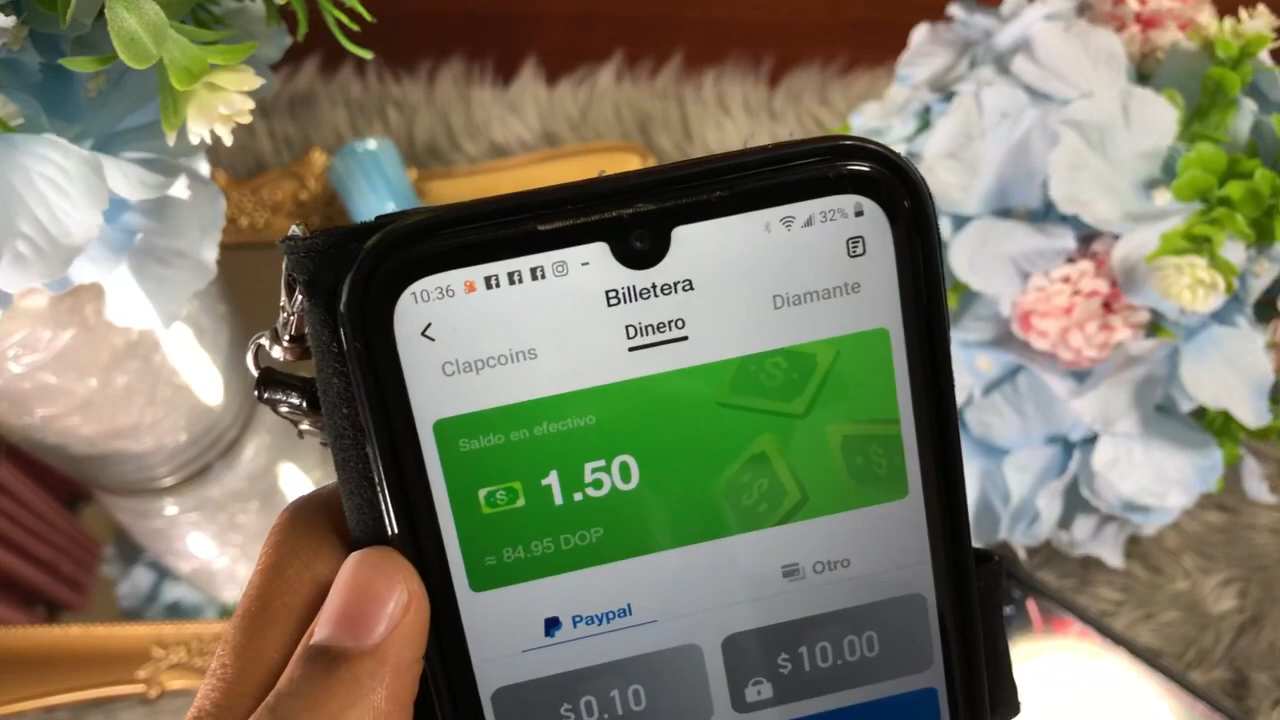 10:36
32%
Billetera
Clapcoins
Dinero
Diamante
Saldo en efectivo
$ 1.50
≈ 84.95 DOP
Paypal
Otro
$0.10
$10.00